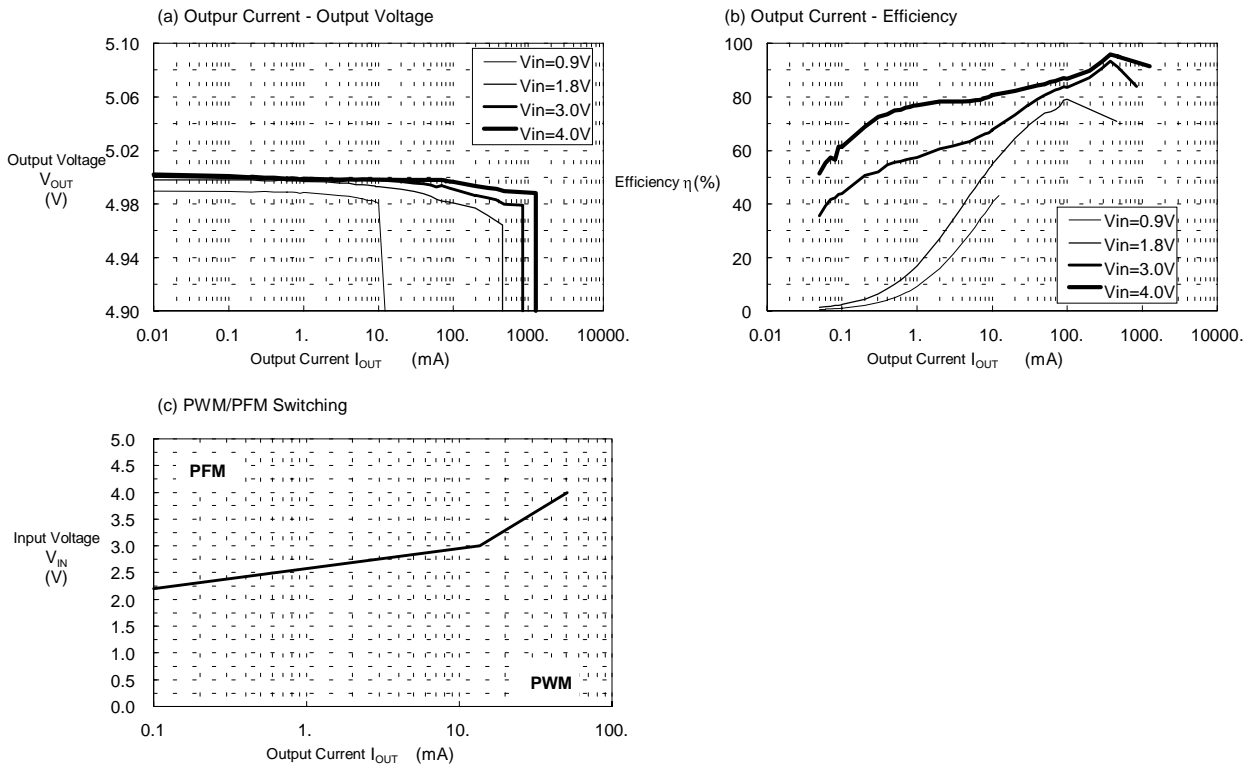 (a) Outpur Current - Output Voltage
5.10
5.06
5.02
4.98
4.94
4.90
Output Voltage
VOUT
(V)
Vin=0.9V
Vin=1.8V
Vin=3.0V
Vin=4.0V
0.01 0.1 1. 10. 100. 1000. 10000.
Output Current IOUT (mA)
(b) Output Current - Efficiency
100
80
60
40
20
0
Efficiency η(%)
Vin=0.9V
Vin=1.8V
Vin=3.0V
Vin=4.0V
0.01 0.1 1. 10. 100. 1000. 10000.
Output Current IOUT (mA)
(c) PWM/PFM Switching
5.0
4.5
4.0
3.5
3.0
2.5
2.0
1.5
1.0
0.5
0.0
Input Voltage
VIN
(V)
PFM
PWM
0.1 1. 10. 100.
Output Current IOUT (mA)